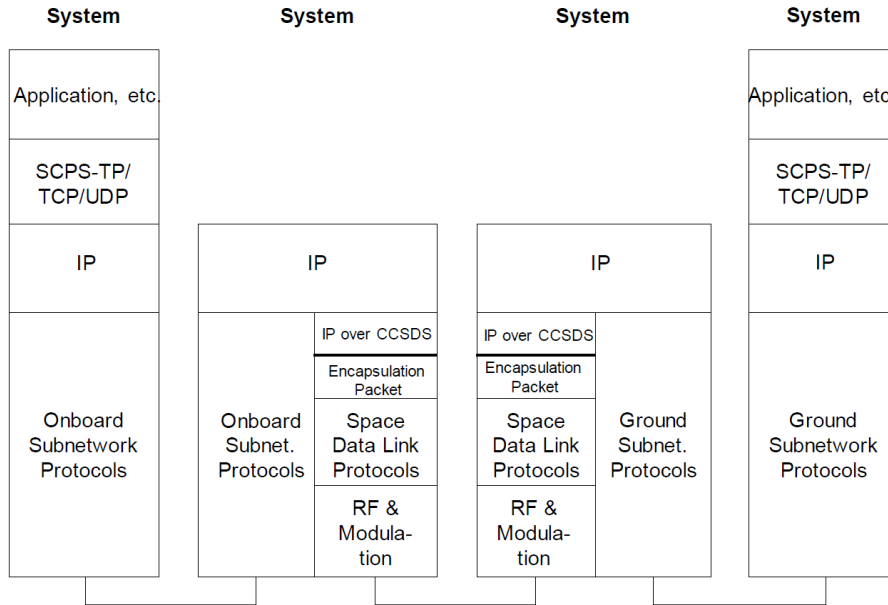 System
System
System
System
Application, etc.
SCPS-TP/
TCP/UDP
IP
Onboard
Subnetwork
Protocols
IP
Onboard
Subnet.
Protocols
IP over CCSDS
Encapsulation
Packet
Space
Data Link
Protocols
RF &
Modula-
tion
IP
IP over CCSDS
Encapsulation
Packet
Space
Data Link
Protocols
RF &
Modula-
tion
Ground
Subnet.
Protocols
Application, etc
SCPS-TP/
TCP/UDP
IP
Ground
Subnetwork
Protocols